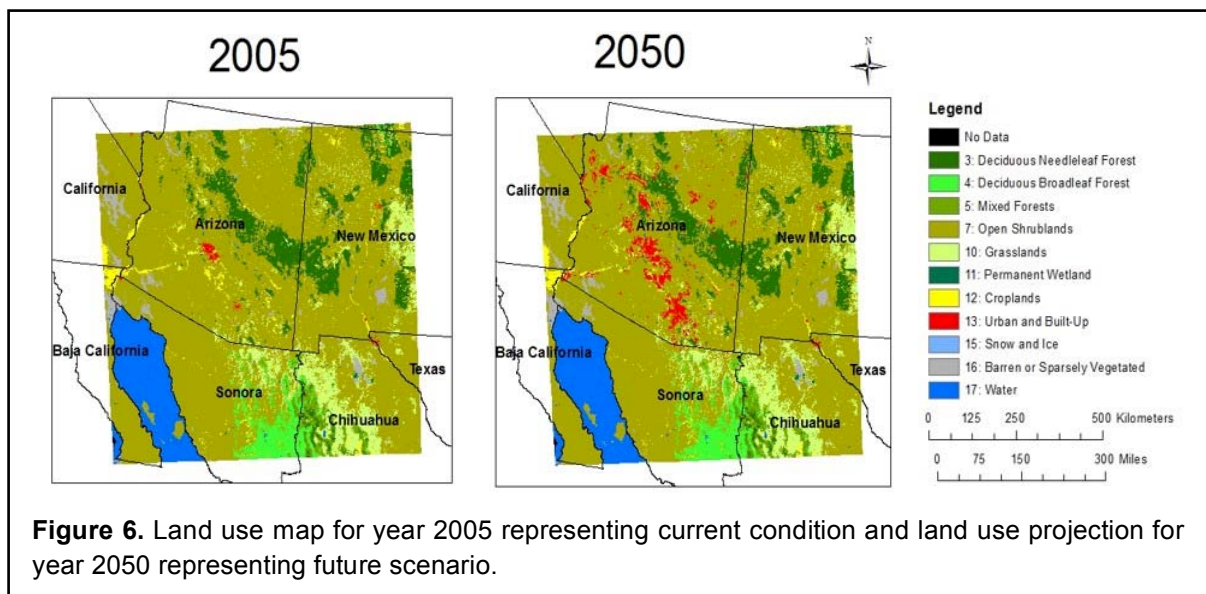 2005
2050
N
California
Arizona
New Mexico
Baja California
Sonora
Chihuahua
Texas
California
Arizona
New Mexico
Baja California
Sonora
Chihuahua
Texas
Legend
No Data
3: Deciduous Needleleaf Forest
4: Deciduous Broadleaf Forest
5: Mixed Forests
7: Open Shrublands
10: Grasslands
11: Permanent Wetland
12: Croplands
13: Urban and Built-Up
15: Snow and Ice
16: Barren or Sparsely Vegetated
17: Water
0 125 250 500 Kilometers
0 75 150 300 Miles
Figure 6. Land use map for year 2005 representing current condition and land use projection for
year 2050 representing future scenario.